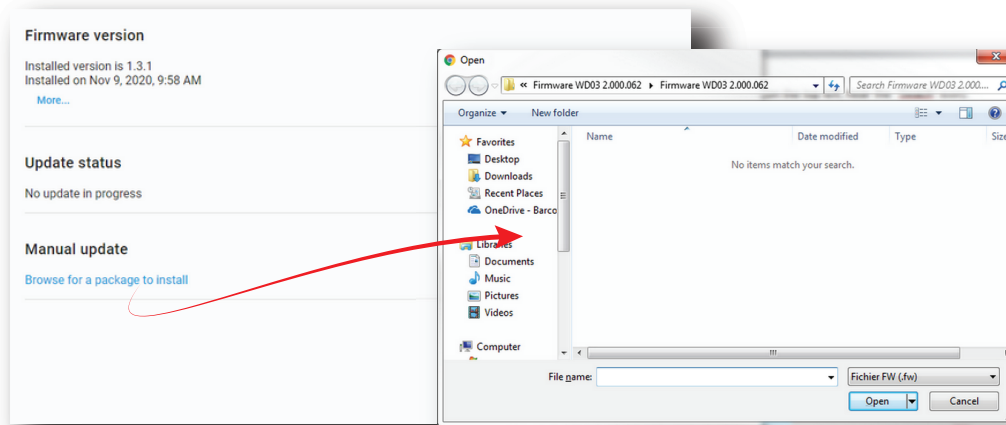 Firmware version
Installed version is 1.3.1
Installed on Nov 9, 2020, 9:58 AM
More...
Update status
No update in progress
Manual update
Browse for a package to install
Open
« Firmware WD03 2.000.062 ▸ Firmware WD03 2.000.062
Search Firmware WD03 2.000....
Organize
New folder
Name
Date modified
Type
Size
No items match your search.
Favorites
Desktop
Downloads
Recent Places
OneDrive - Barco
Libraries
Documents
Music
Pictures
Videos
Computer
File name:
Fichier FW (.fw)
Open
Cancel